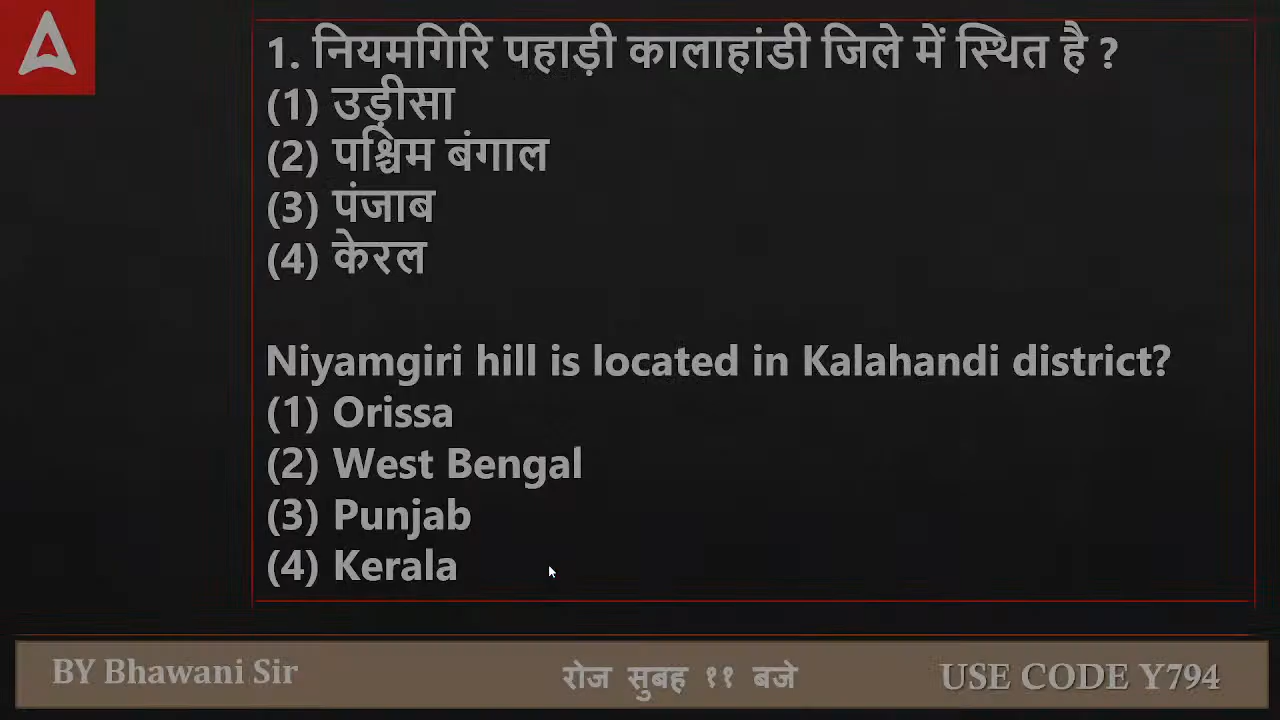 1. नियमगिरि पहाड़ी कालाहांडी जिले में स्थित है ?
(1) उड़ीसा
(2) पश्चिम बंगाल
(3) पंजाब
(4) केरल
Niyamgiri hill is located in Kalahandi district?
(1) Orissa
(2) West Bengal
(3) Punjab
(4) Kerala
BY Bhawani Sir रोज सुबह ११ बजे USE CODE Y794